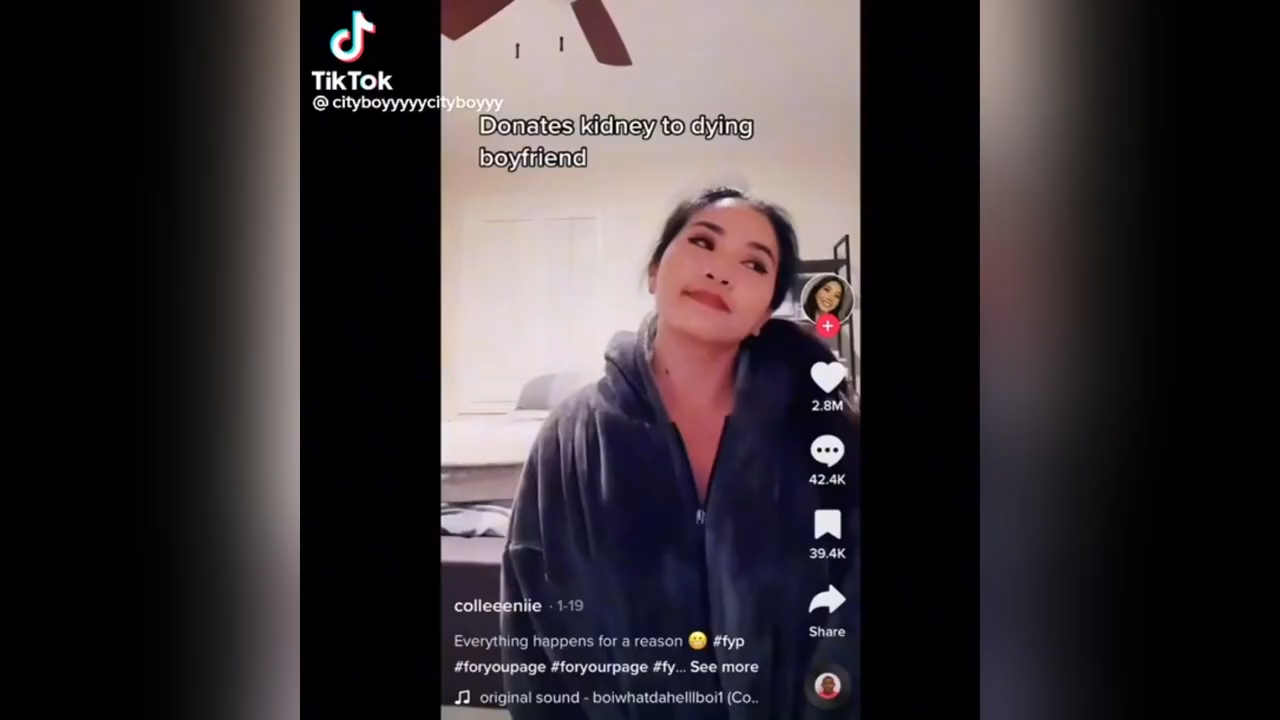 TikTok
@ cityboyyyyycityboyyy
Donates kidney to dying
boyfriend
2.8M
42.4K
39.4K
Share
colleeeniie · 1-19
Everything happens for a reason 😬 #fyp
#foryoupage #foryourpage #fy... See more
original sound - boiwhatdahelllboi1 (Co..